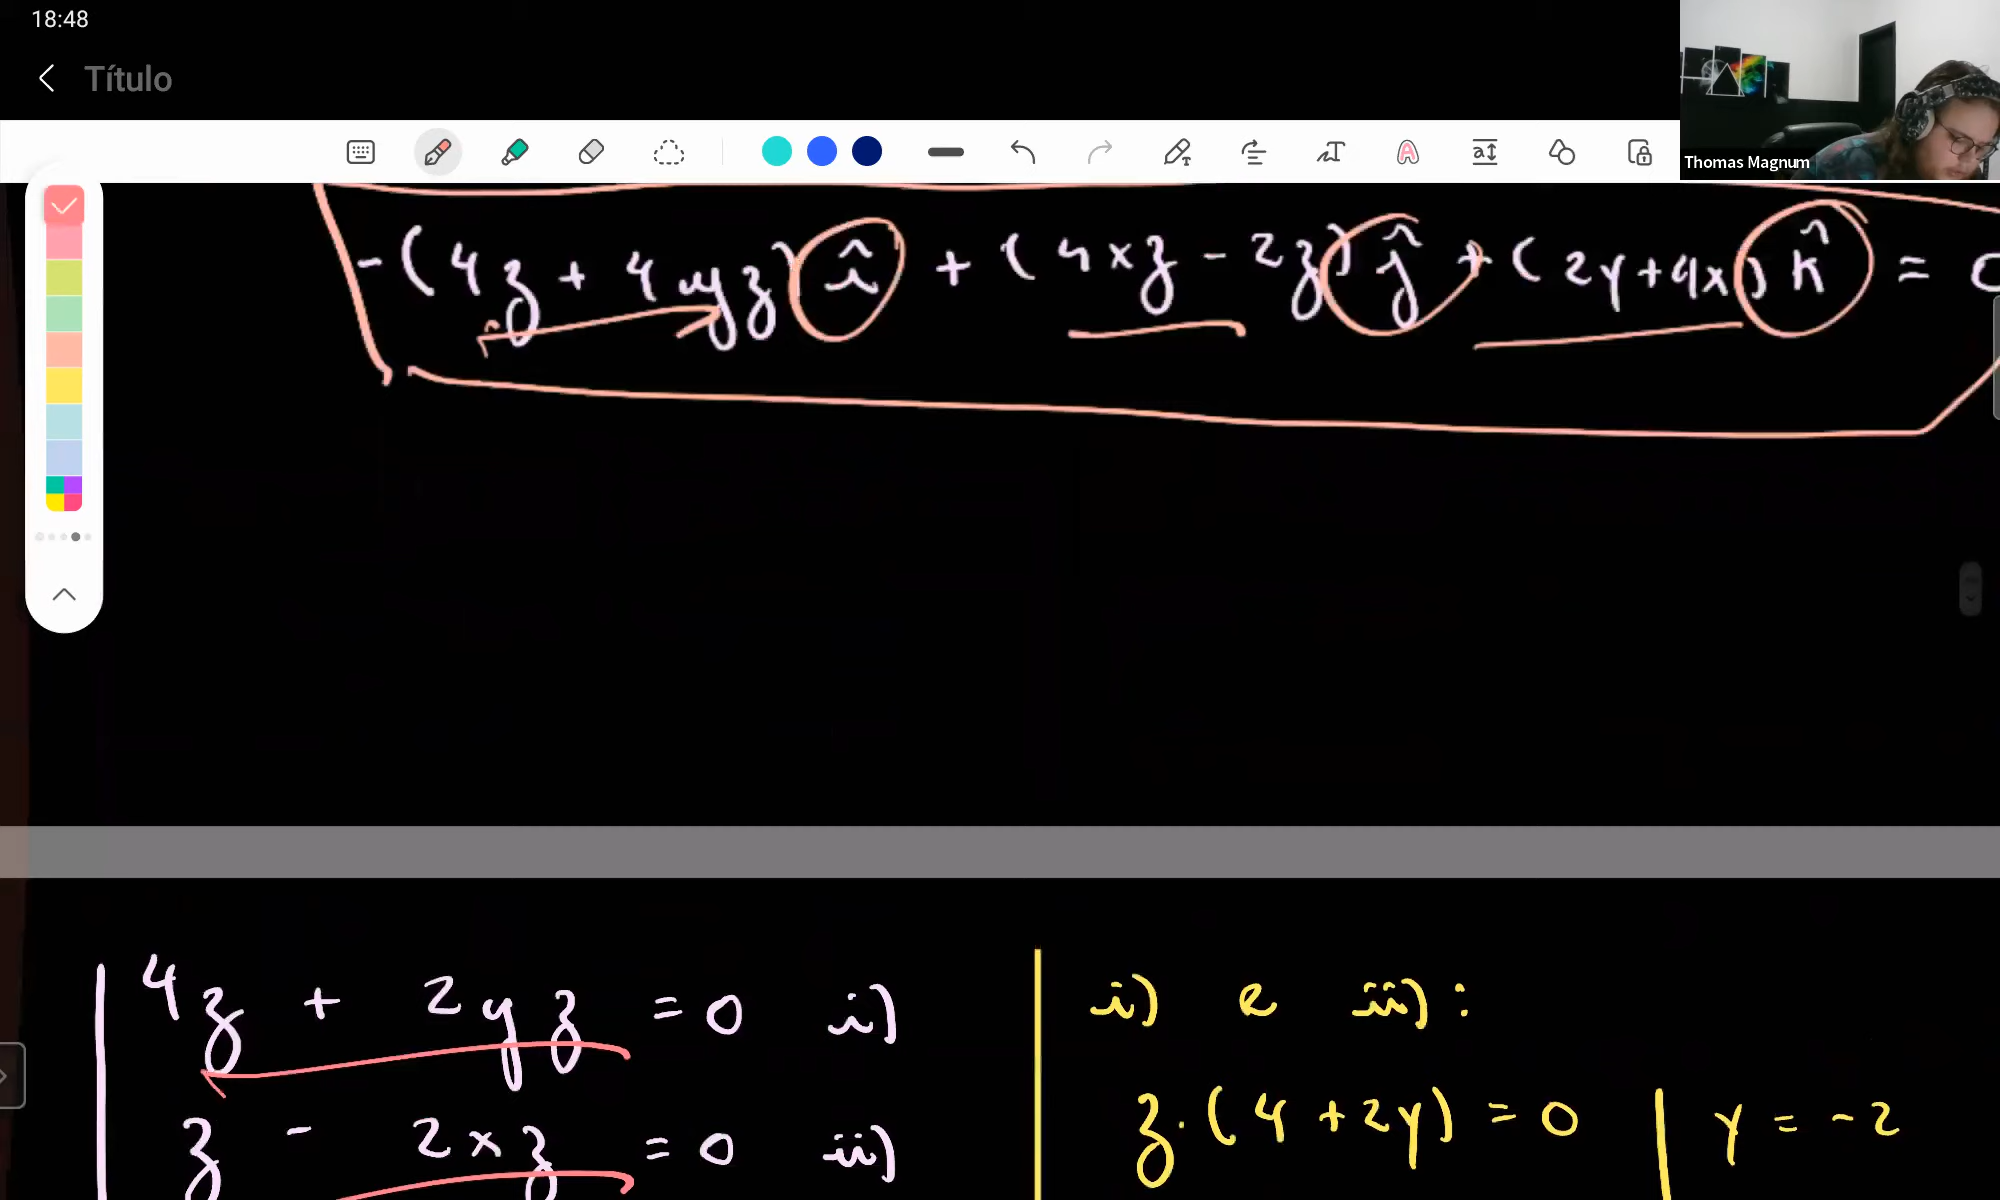 18:48
Título
Thomas Magnum
-(4z + 4yz) î + (4xz - 2z) ĵ + (2y+4x) k̂ = 0
4z + 2yz = 0 i)
z - 2xz = 0 ii)
i) e ii):
z·(4+2y) = 0 | y = -2